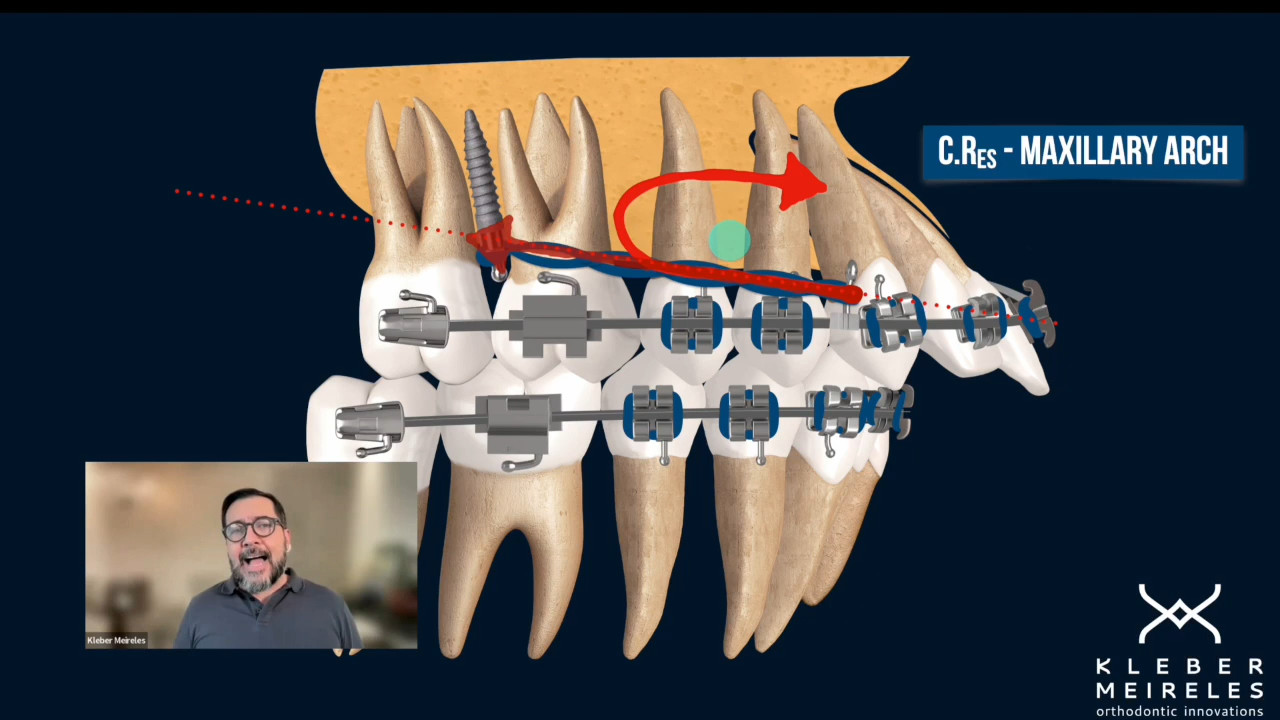 C.RES - MAXILLARY ARCH
Kleber Meireles
KLEBER
MEIRELES
orthodontic innovations